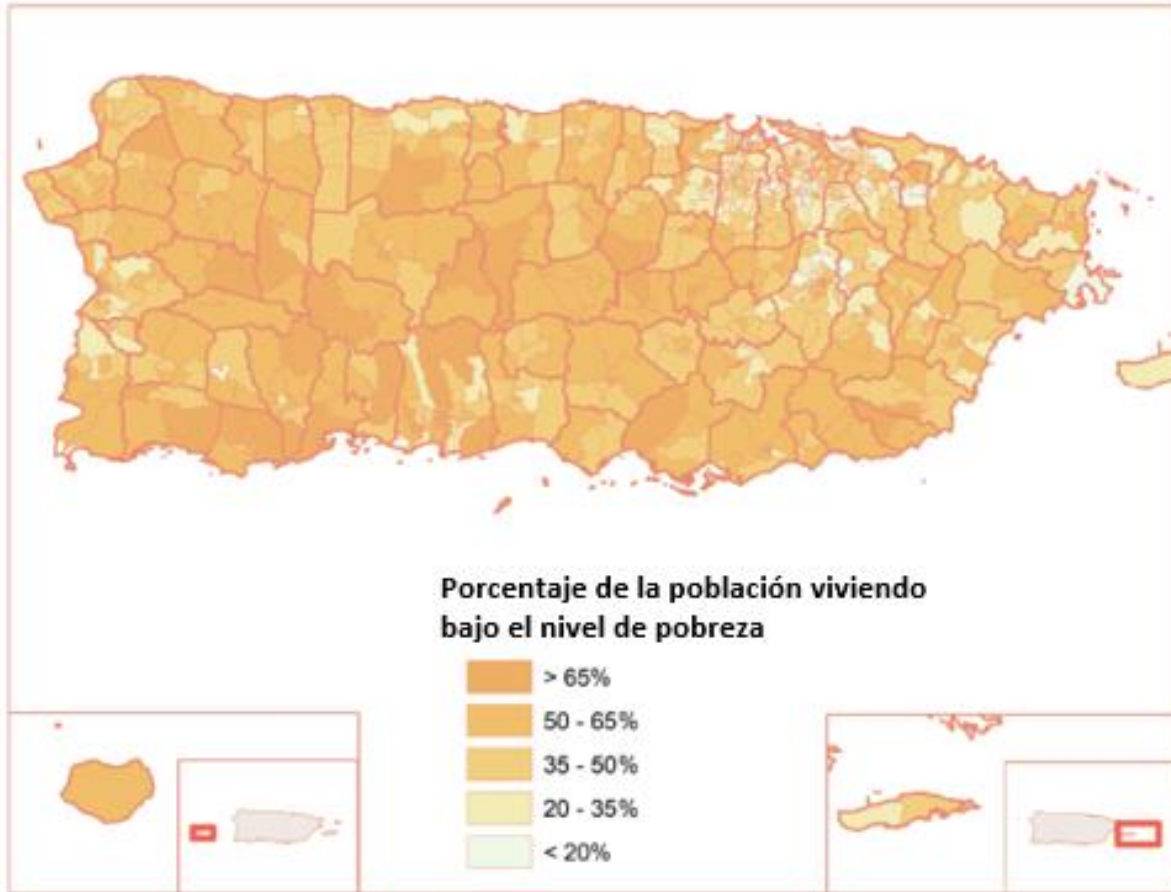 Porcentaje de la población viviendo
bajo el nivel de pobreza
> 65%
50 - 65%
35 - 50%
20 - 35%
< 20%